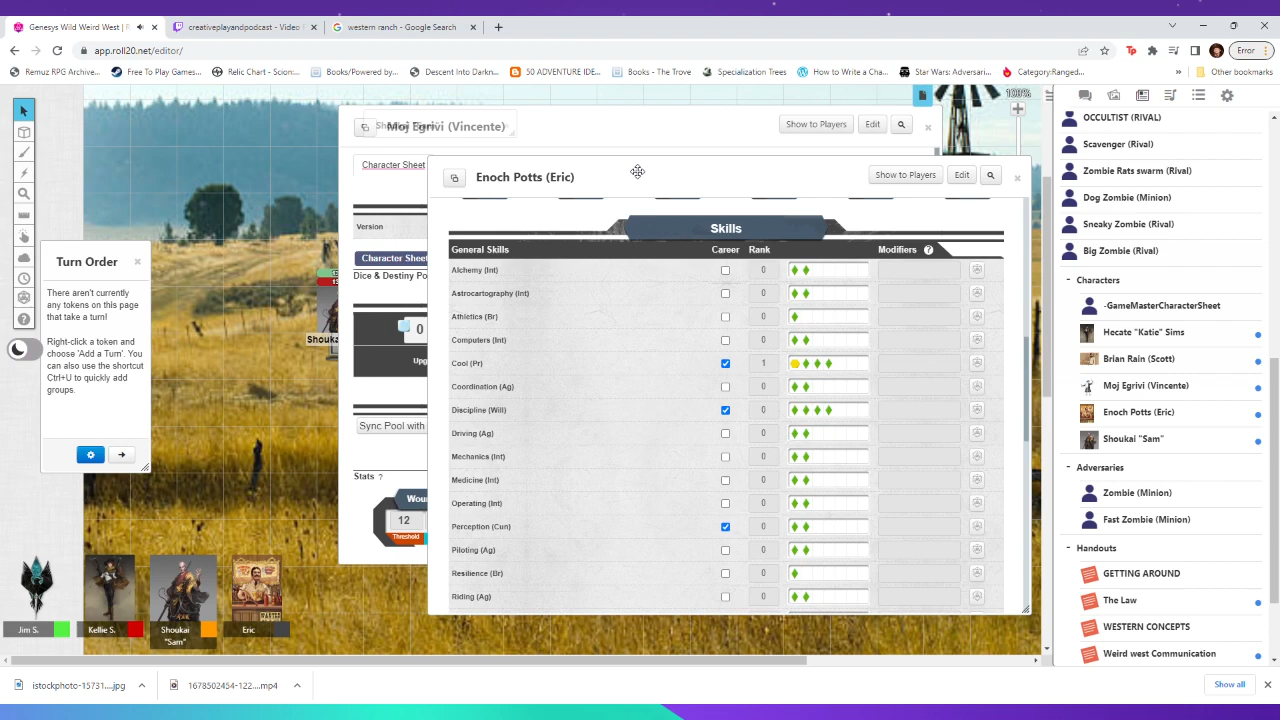 Genesys Wild Weird West | R
creativeplayandpodcast - Video
western ranch - Google Search
app.roll20.net/editor/
Error
Remuz RPG Archive...
Free To Play Games...
Relic Chart - Scion:...
Books/Powered by...
Descent Into Darkn...
50 ADVENTURE IDE...
Books - The Trove
Specialization Trees
How to Write a Cha...
Star Wars: Adversari...
Category:Ranged...
»
Other bookmarks
100%
Moj Egrivi (Vincente)
Show to Players
Edit
Character Sheet
Version
Character Sheet
Dice & Destiny Po
0
Upg
Sync Pool with
Stats ?
Wou
12
Threshold
Shouka
Turn Order
There aren't currently
any tokens on this page
that take a turn!
Right-click a token and
choose 'Add a Turn'. You
can also use the shortcut
Ctrl+U to quickly add
groups.
Enoch Potts (Eric)
Show to Players
Edit
Skills
General Skills
Career
Rank
Modifiers
?
Alchemy (Int)
0
Astrocartography (Int)
0
Athletics (Br)
0
Computers (Int)
0
Cool (Pr)
1
Coordination (Ag)
0
Discipline (Will)
0
Driving (Ag)
0
Mechanics (Int)
0
Medicine (Int)
0
Operating (Int)
0
Perception (Cun)
0
Piloting (Ag)
0
Resilience (Br)
0
Riding (Ag)
0
OCCULTIST (RIVAL)
Scavenger (Rival)
Zombie Rats swarm (Rival)
Dog Zombie (Minion)
Sneaky Zombie (Rival)
Big Zombie (Rival)
Characters
-GameMasterCharacterSheet
Hecate "Katie" Sims
Brian Rain (Scott)
Moj Egrivi (Vincente)
Enoch Potts (Eric)
Shoukai "Sam"
Adversaries
Zombie (Minion)
Fast Zombie (Minion)
Handouts
GETTING AROUND
The Law
WESTERN CONCEPTS
Weird west Communication
Jim S.
Kellie S.
Shoukai
"Sam"
Eric
istockphoto-15731....jpg
1678502454-122....mp4
Show all